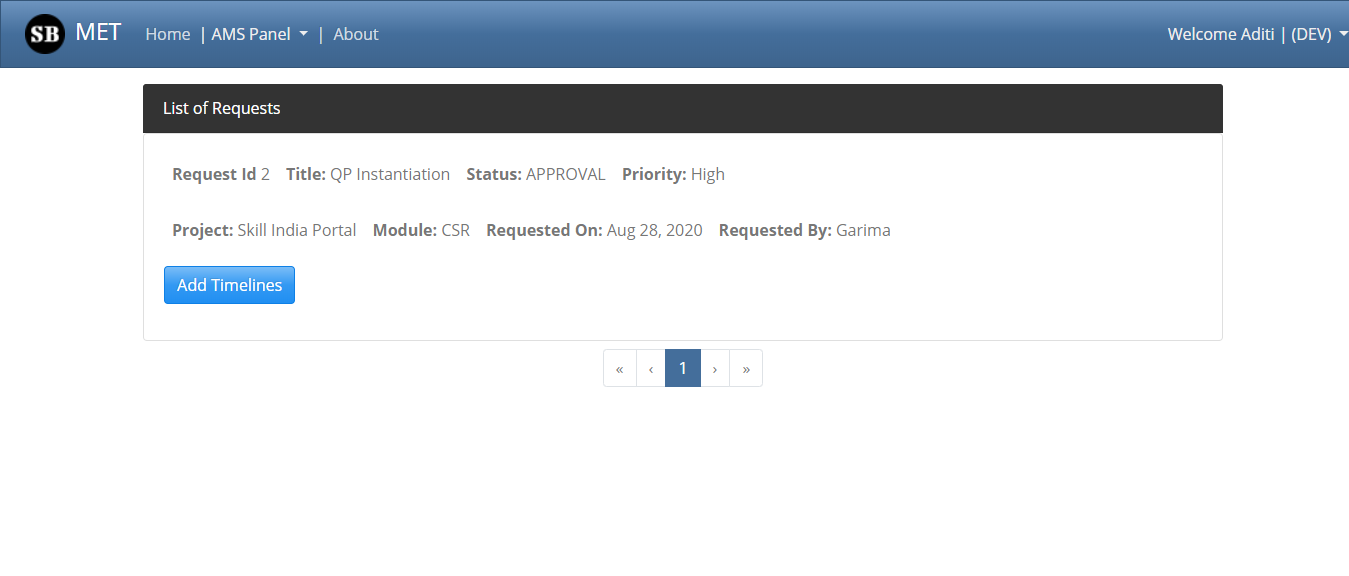 SB MET Home | AMS Panel | About Welcome Aditi | (DEV)
List of Requests
Request Id 2 Title: QP Instantiation Status: APPROVAL Priority: High
Project: Skill India Portal Module: CSR Requested On: Aug 28, 2020 Requested By: Garima
Add Timelines
« ‹ 1 › »